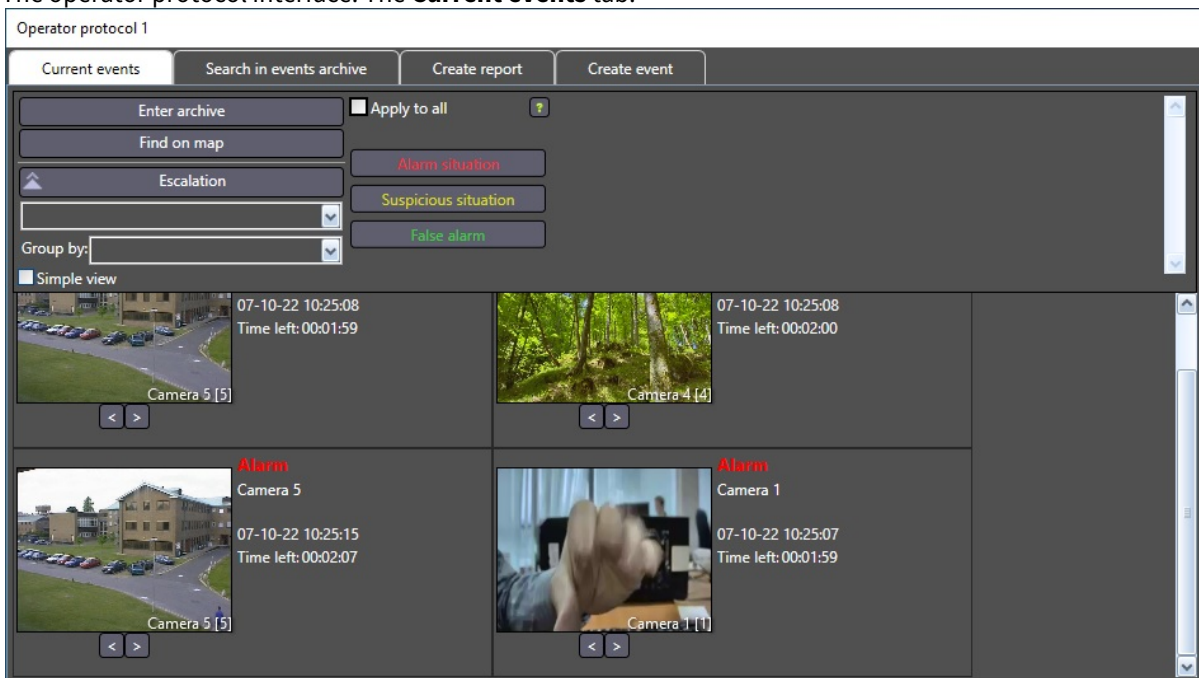 The operator protocol interface. The Current events tab.
Operator protocol 1
Current events
Search in events archive
Create report
Create event
Enter archive
Apply to all
?
Find on map
Alarm situation
Escalation
Suspicious situation
False alarm
Group by:
Simple view
07-10-22 10:25:08
Time left: 00:01:59
Camera 5 [5]
< >
07-10-22 10:25:08
Time left: 00:02:00
Camera 4 [4]
< >
Alarm
Camera 5
07-10-22 10:25:15
Time left: 00:02:07
Camera 5 [5]
< >
Alarm
Camera 1
07-10-22 10:25:07
Time left: 00:01:59
Camera 1 [1]
< >